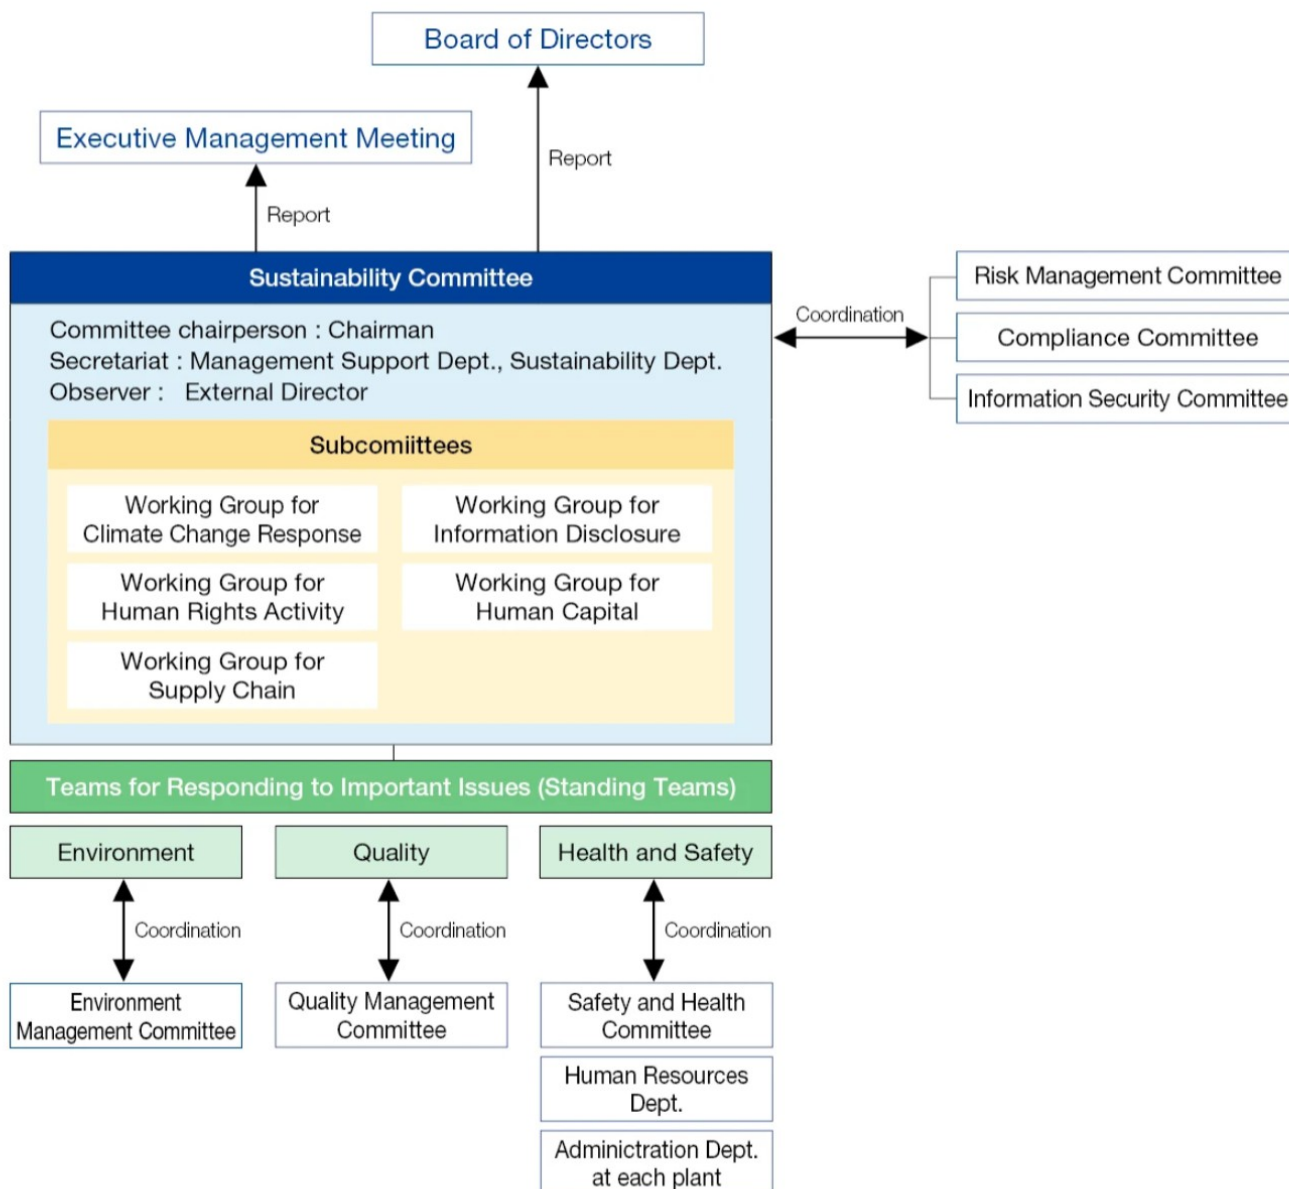 Board of Directors
Executive Management Meeting
Report
Report
Sustainability Committee
Committee chairperson : Chairman
Secretariat : Management Support Dept., Sustainability Dept.
Observer : External Director
Coordination
Risk Management Committee
Compliance Committee
Information Security Committee
Subcomiittees
Working Group for
Climate Change Response
Working Group for
Information Disclosure
Working Group for
Human Rights Activity
Working Group for
Human Capital
Working Group for
Supply Chain
Teams for Responding to Important Issues (Standing Teams)
Environment
Quality
Health and Safety
Coordination
Coordination
Coordination
Environment
Management Committee
Quality Management
Committee
Safety and Health
Committee
Human Resources
Dept.
Adminictration Dept.
at each plant